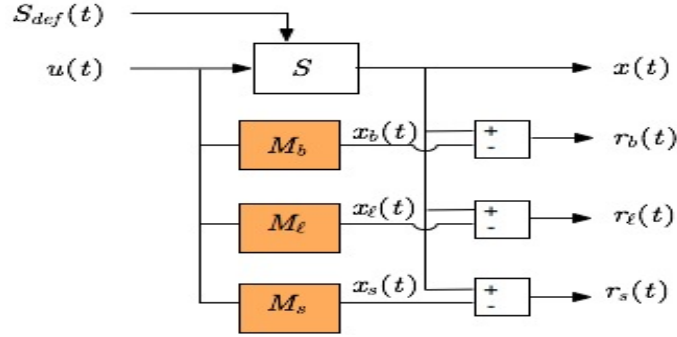 S_def(t)
u(t) S x(t)
M_b x_b(t) + - r_b(t)
M_ℓ x_ℓ(t) + - r_ℓ(t)
M_s x_s(t) + - r_s(t)